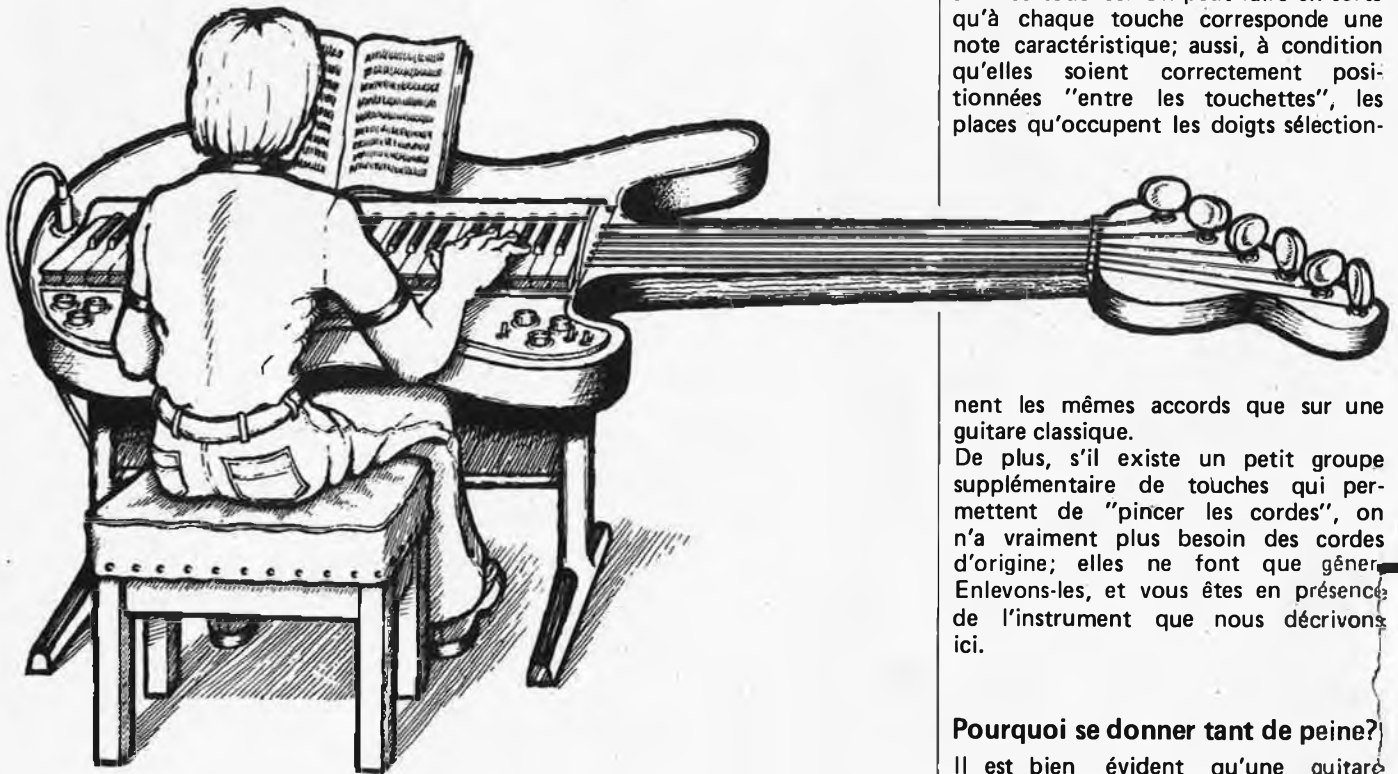 qu'à chaque touche corresponde une
note caractéristique; aussi, à condition
qu'elles soient correctement posi-
tionnées "entre les touchettes", les
places qu'occupent les doigts sélection-
nent les mêmes accords que sur une
guitare classique.
De plus, s'il existe un petit groupe
supplémentaire de touches qui per-
mettent de "pincer les cordes", on
n'a vraiment plus besoin des cordes
d'origine; elles ne font que gêner.
Enlevons-les, et vous êtes en présence
de l'instrument que nous décrivons
ici.
Pourquoi se donner tant de peine?
Il est bien évident qu'une guitare